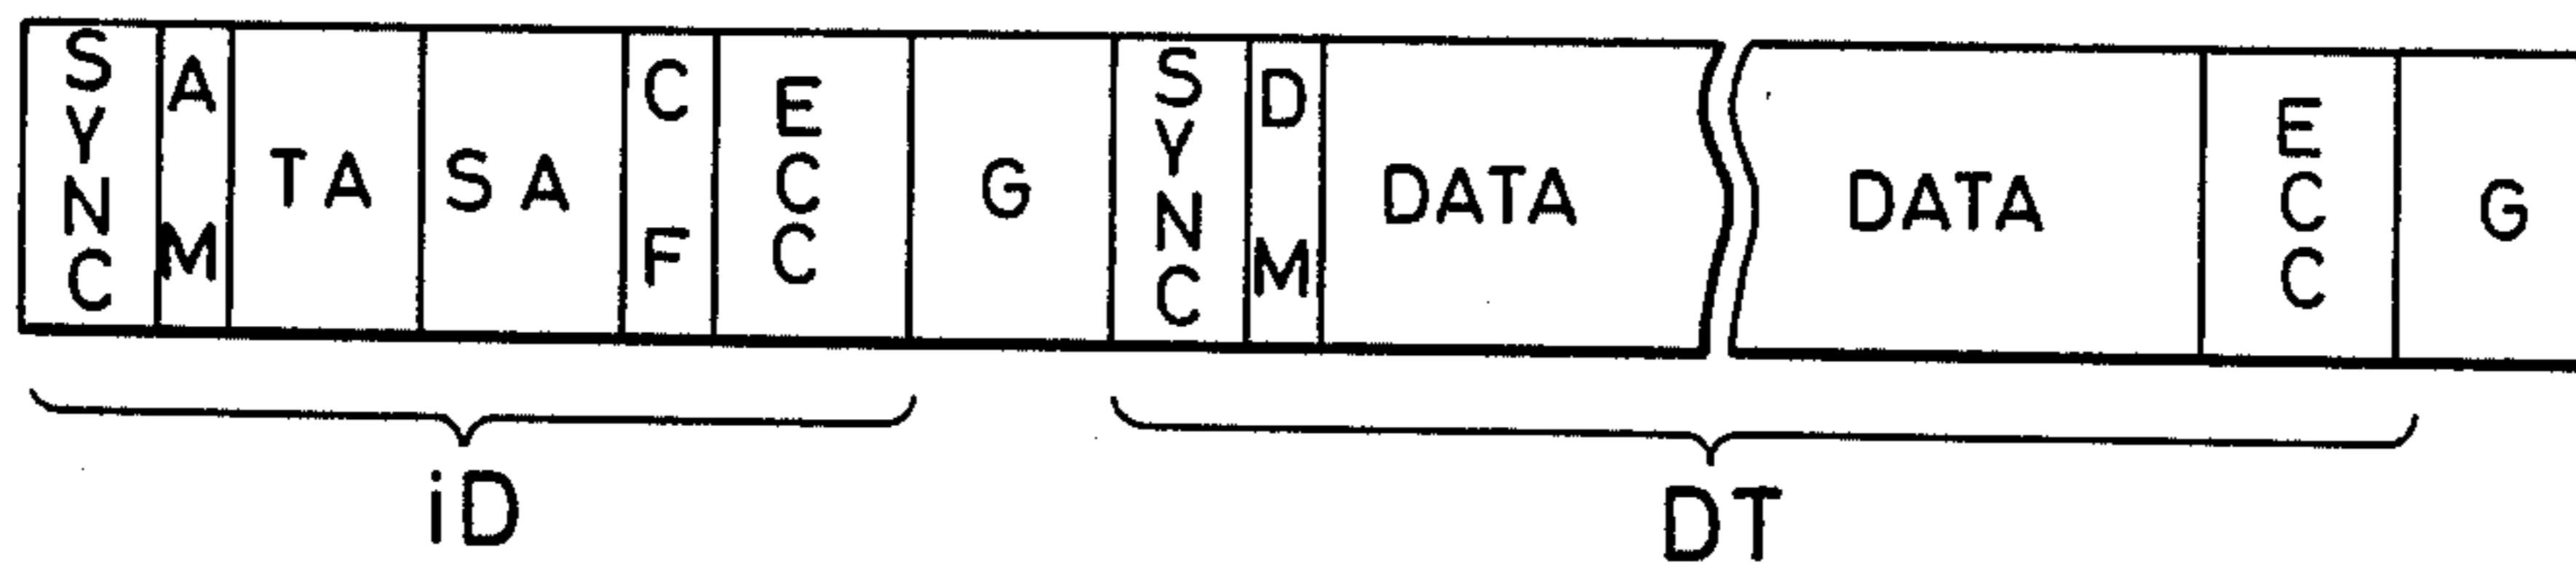 SYNC
AM
TA
SA
CF
ECC
G
SYNC
DM
DATA
DATA
ECC
G
iD
DT